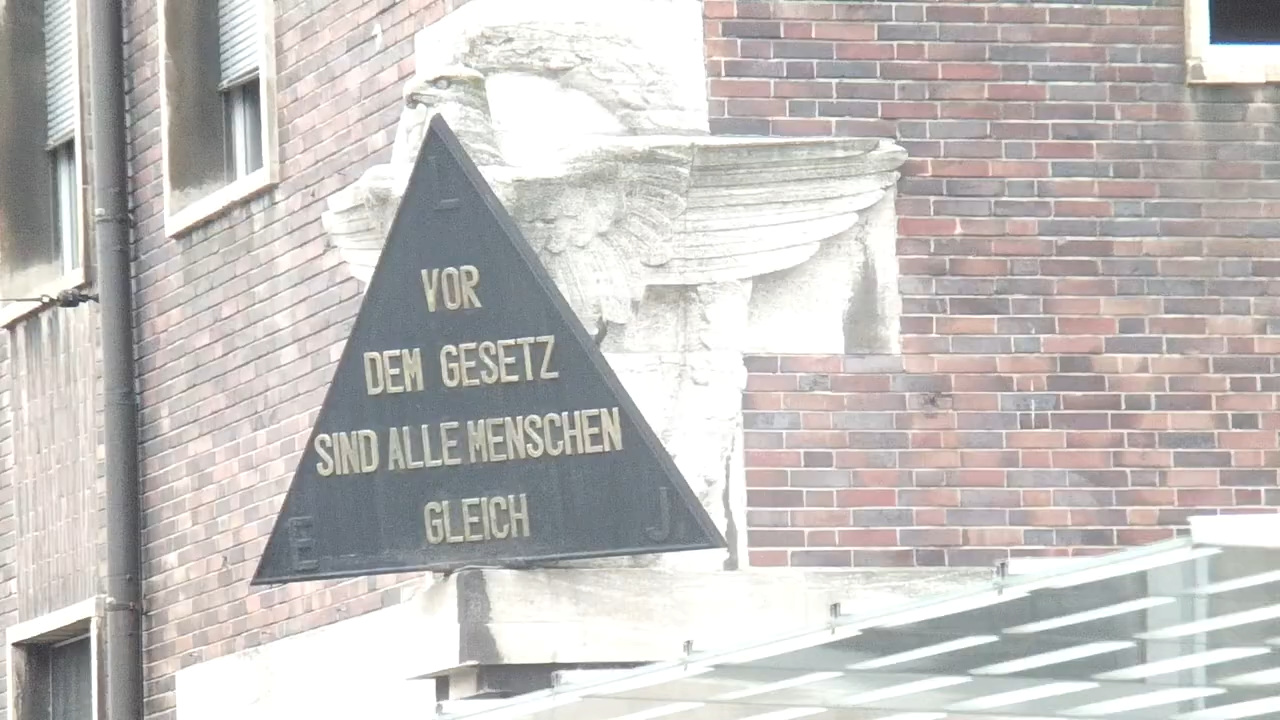 L
VOR
DEM GESETZ
SIND ALLE MENSCHEN
GLEICH
E J.